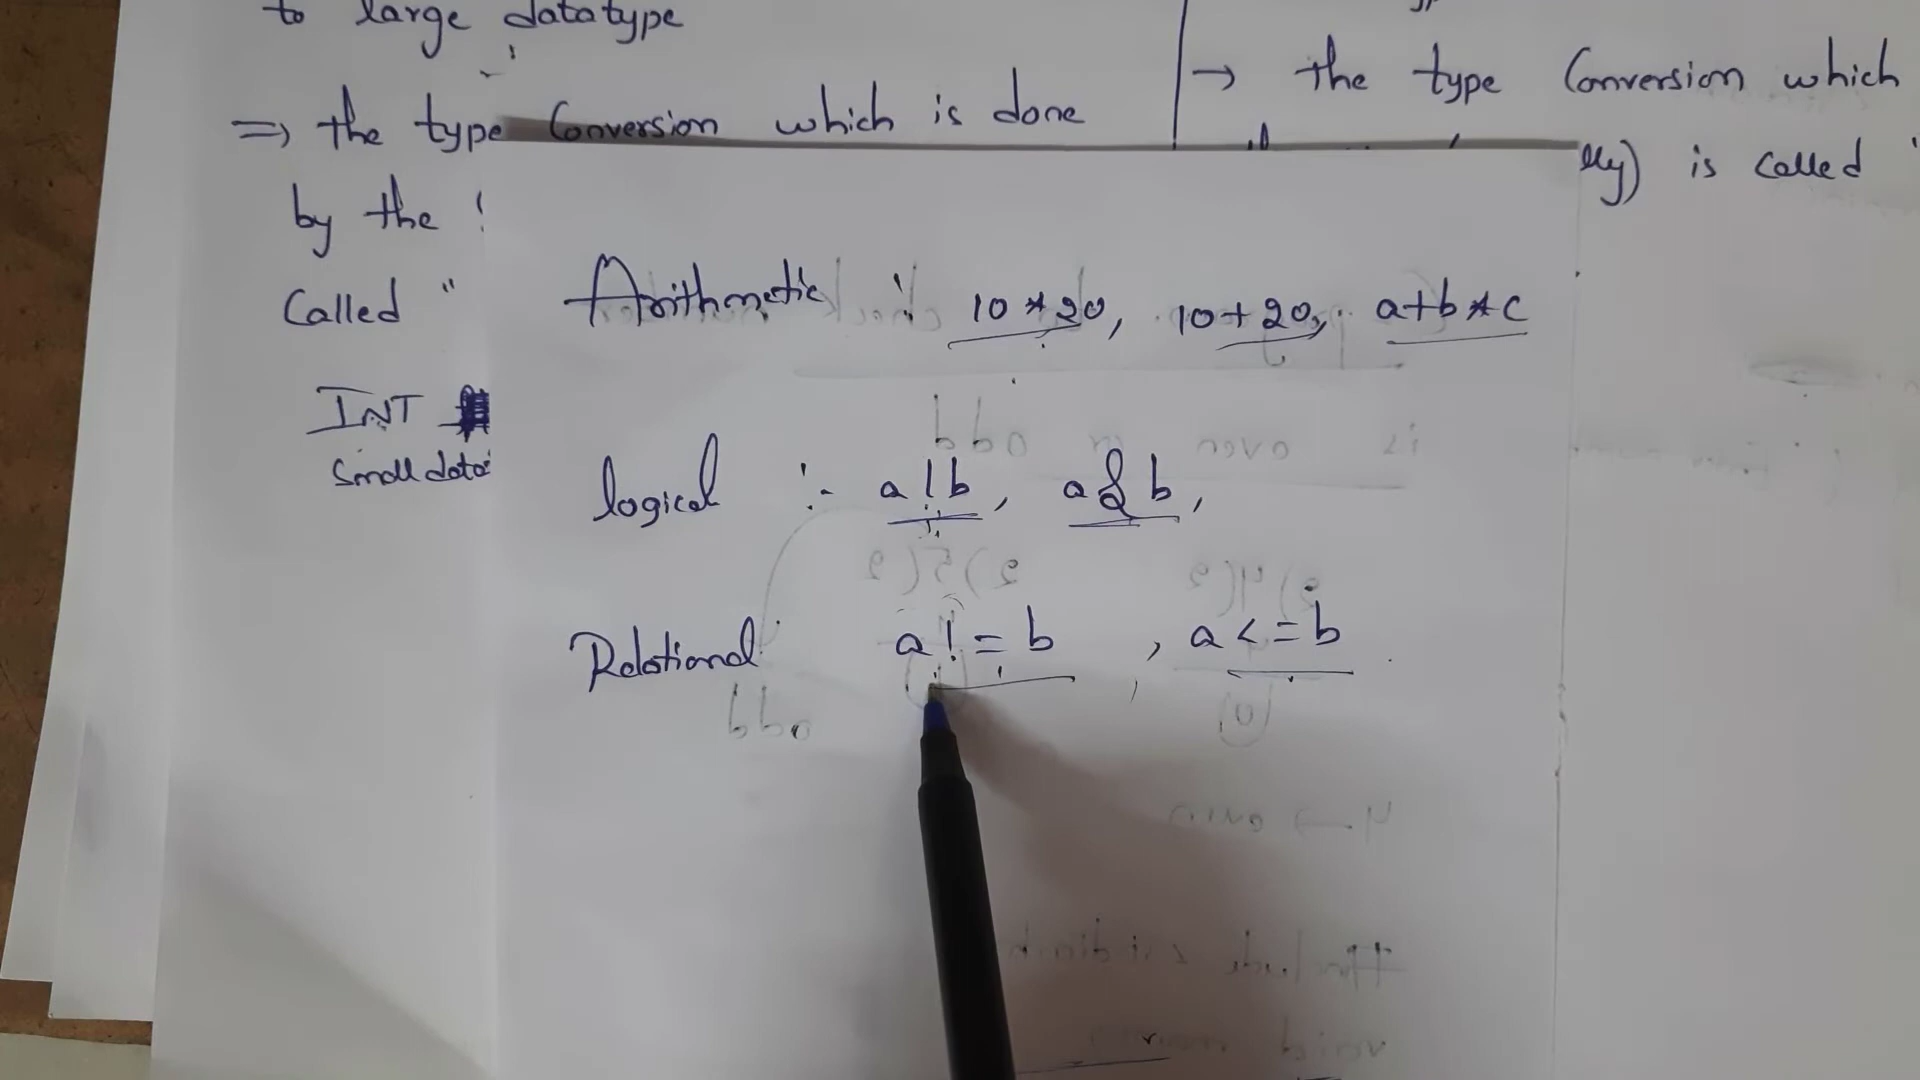 to large datatype
=> the type Conversion which is done
by the
Called "
INT
Small data
→ the type Conversion which
lly) is called "
Arithmetic : 10 * 20, 10 + 20, a+b*c
logical :- a!b, a&b,
Relational a != b , a <= b